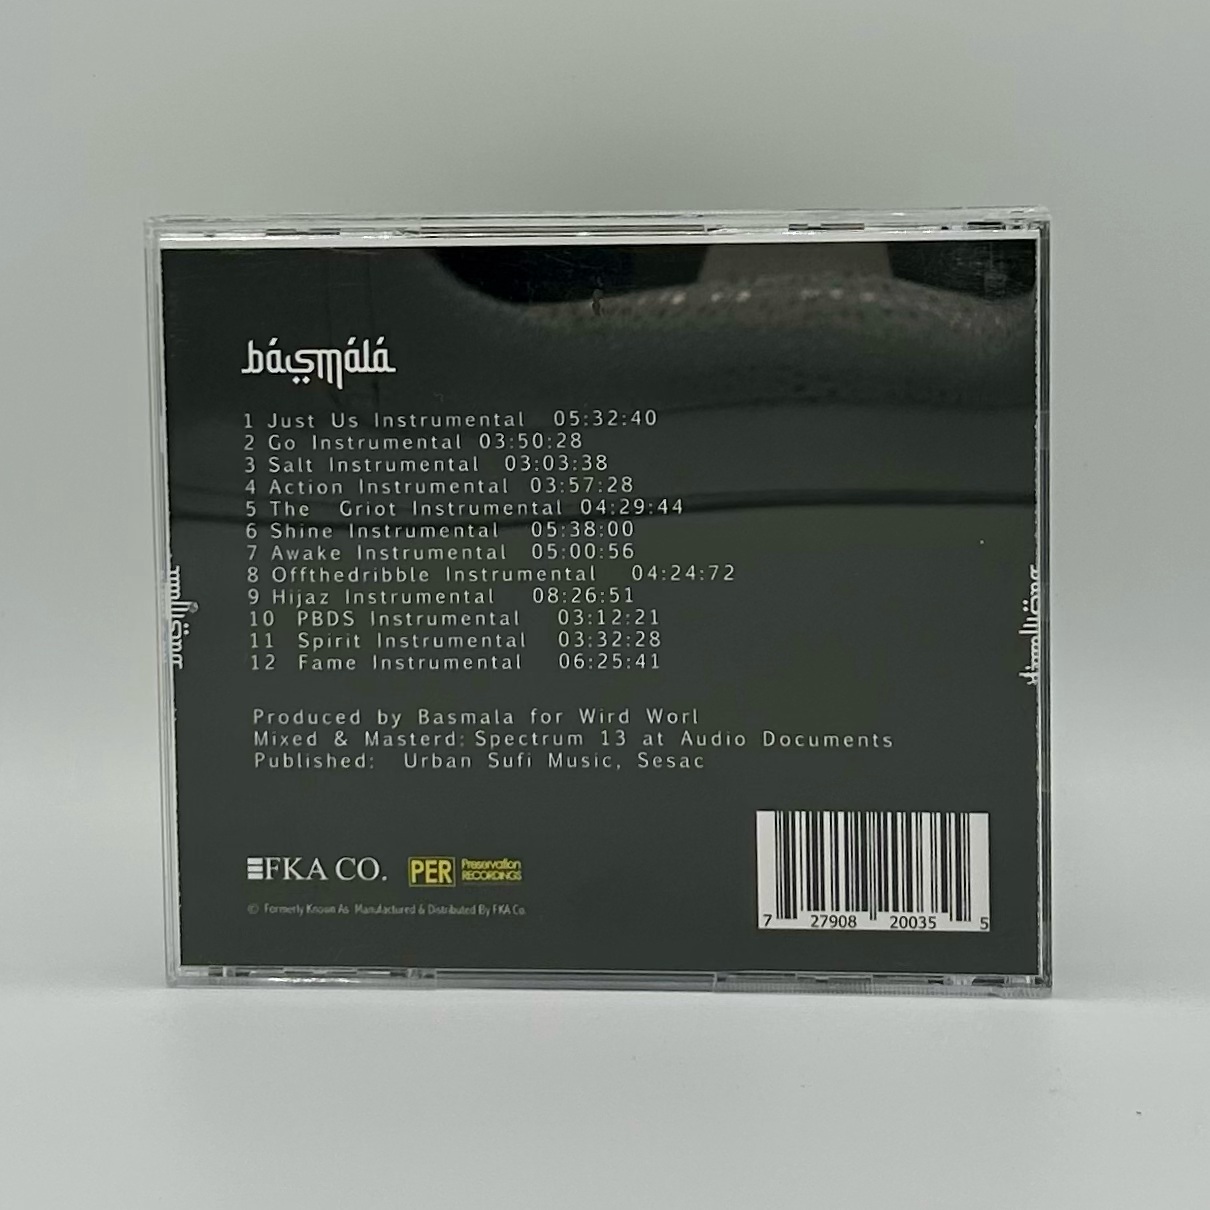 básmálá
1 Just Us Instrumental 05:32:40
2 Go Instrumental 03:50:28
3 Salt Instrumental 03:03:38
4 Action Instrumental 03:57:28
5 The Griot Instrumental 04:29:44
6 Shine Instrumental 05:38:00
7 Awake Instrumental 05:00:56
8 Offthedribble Instrumental 04:24:72
9 Hijaz Instrumental 08:26:51
10 PBDS Instrumental 03:12:21
11 Spirit Instrumental 03:32:28
12 Fame Instrumental 06:25:41
Produced by Basmala for Wird Worl
Mixed & Masterd: Spectrum 13 at Audio Documents
Published: Urban Sufi Music, Sesac
FKA CO.
PER Preservation
RECORDINGS
© Formerly Known As Manufactured & Distributed By FKA Co.
7 27908 20035 5